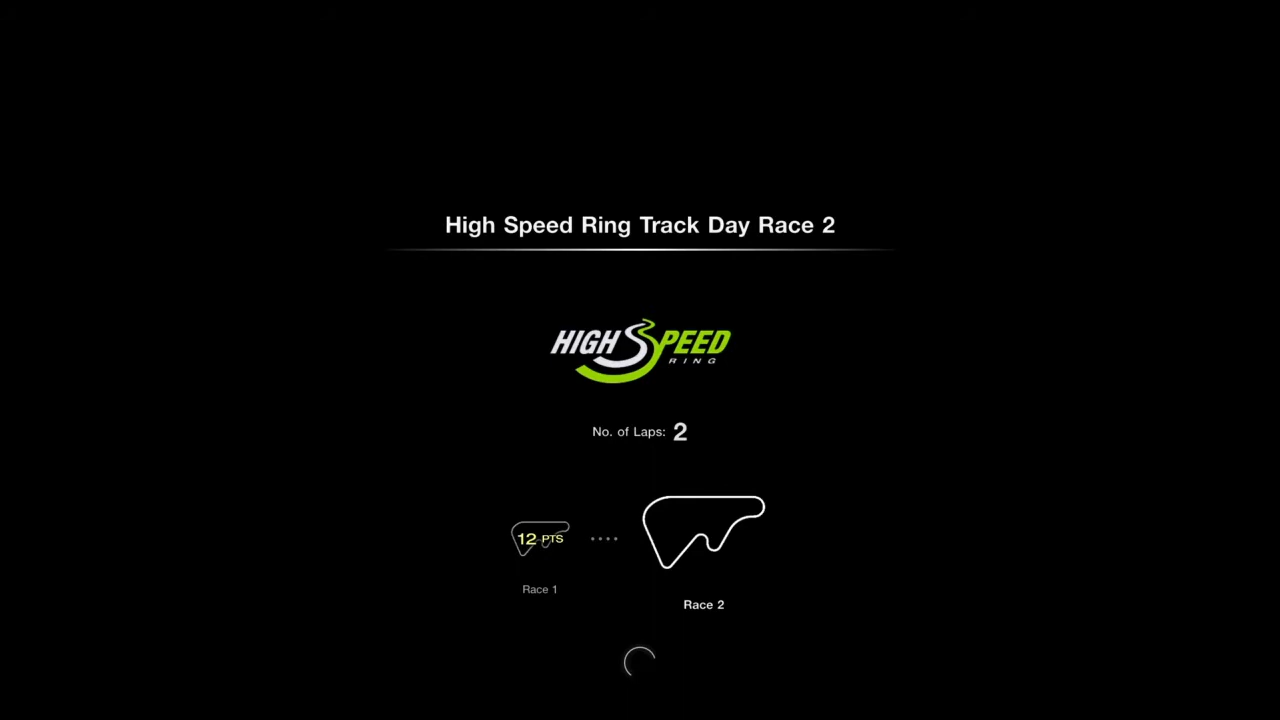 High Speed Ring Track Day Race 2
HIGH SPEED
RING
No. of Laps: 2
12 PTS
Race 1
Race 2